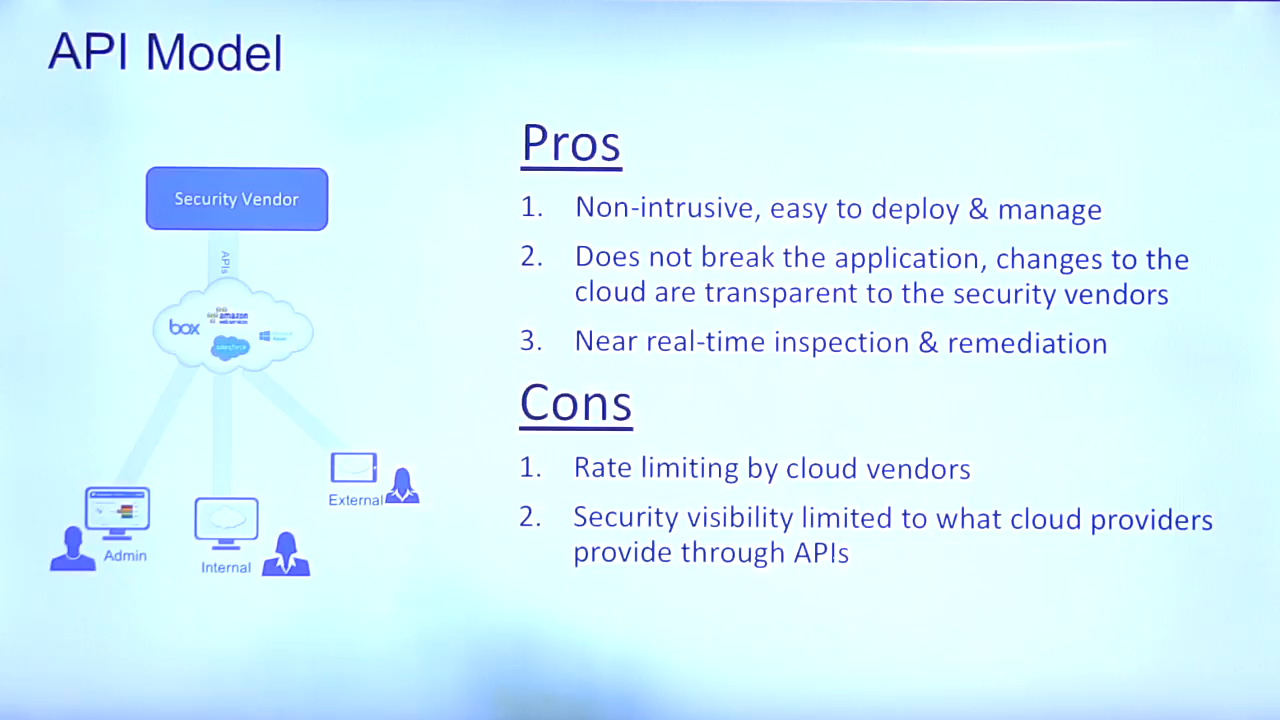 API Model
Security Vendor
APIs
box
amazon
web services
salesforce
Admin
Internal
External
Pros
1. Non-intrusive, easy to deploy & manage
2. Does not break the application, changes to the
cloud are transparent to the security vendors
3. Near real-time inspection & remediation
Cons
1. Rate limiting by cloud vendors
2. Security visibility limited to what cloud providers
provide through APIs